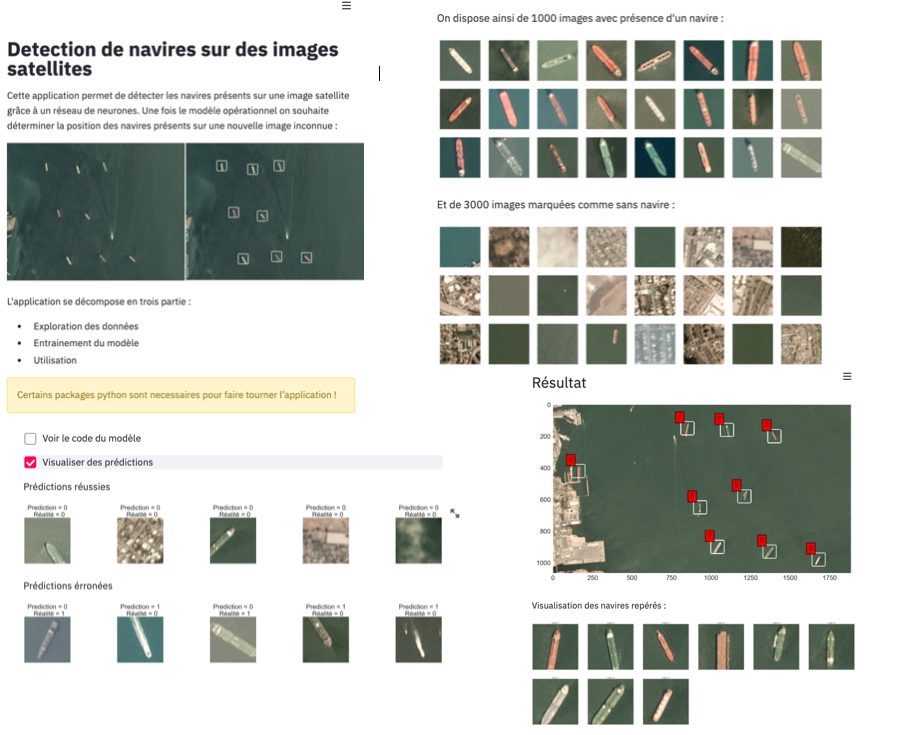 Detection de navires sur des images
satellites
Cette application permet de détecter les navires présents sur une image satellite
grâce à un réseau de neurones. Une fois le modèle opérationnel on souhaite
déterminer la position des navires présents sur une nouvelle image inconnue :
L'application se décompose en trois partie :
Exploration des données
Entrainement du modèle
Utilisation
Certains packages python sont necessaires pour faire tourner l'application !
Voir le code du modèle
Visualiser des prédictions
Prédictions réussies
Prediction = 0 Prediction = 0 Prediction = 0 Prediction = 0 Prediction = 0
Réalité = 0 Réalité = 0 Réalité = 0 Réalité = 0 Réalité = 0
Prédictions érronées
Prediction = 0 Prediction = 1 Prediction = 0 Prediction = 1 Prediction = 1
Réalité = 1 Réalité = 0 Réalité = 1 Réalité = 0 Réalité = 0
On dispose ainsi de 1000 images avec présence d'un navire :
Et de 3000 images marquées comme sans navire :
Résultat
0
200
400
600
800
1000
0 250 500 750 1000 1250 1500 1750
Visualisation des navires repérés :